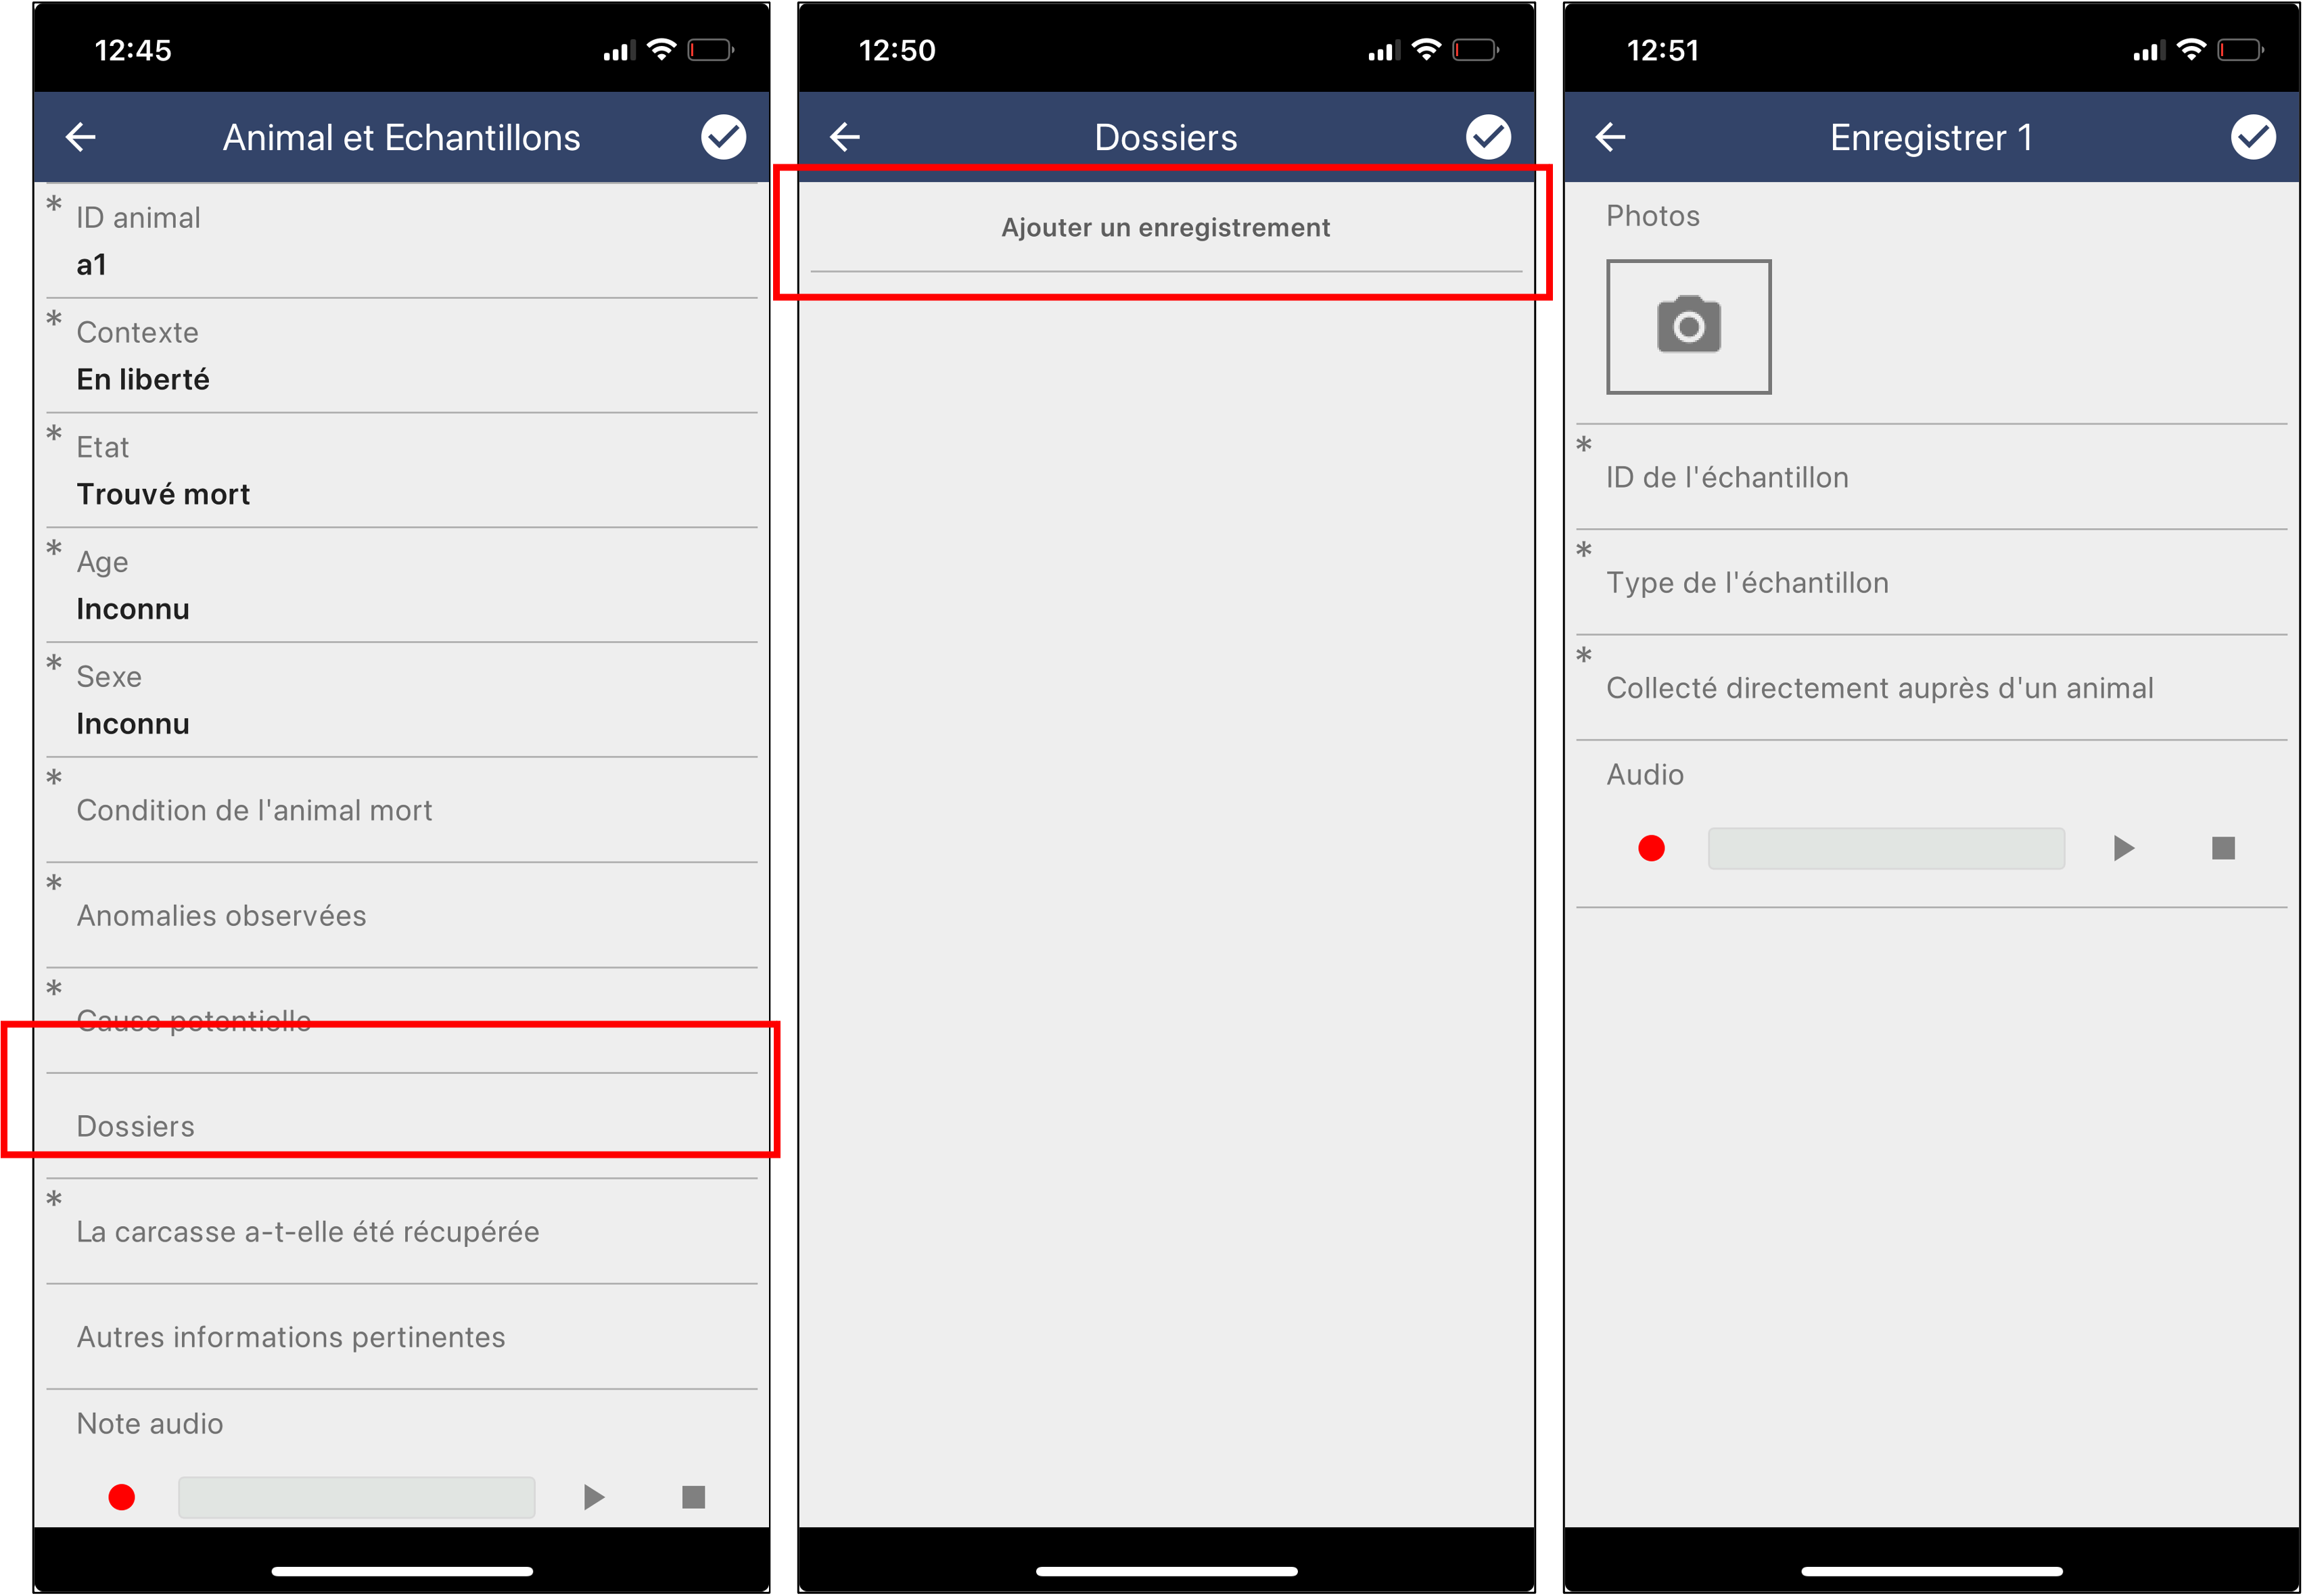 12:45
Animal et Echantillons
* ID animal
a1
* Contexte
En liberté
* Etat
Trouvé mort
* Age
Inconnu
* Sexe
Inconnu
* Condition de l'animal mort
* Anomalies observées
* Cause potentielle
Dossiers
* La carcasse a-t-elle été récupérée
Autres informations pertinentes
Note audio
12:50
Dossiers
Ajouter un enregistrement
12:51
Enregistrer 1
Photos
* ID de l'échantillon
* Type de l'échantillon
* Collecté directement auprès d'un animal
Audio